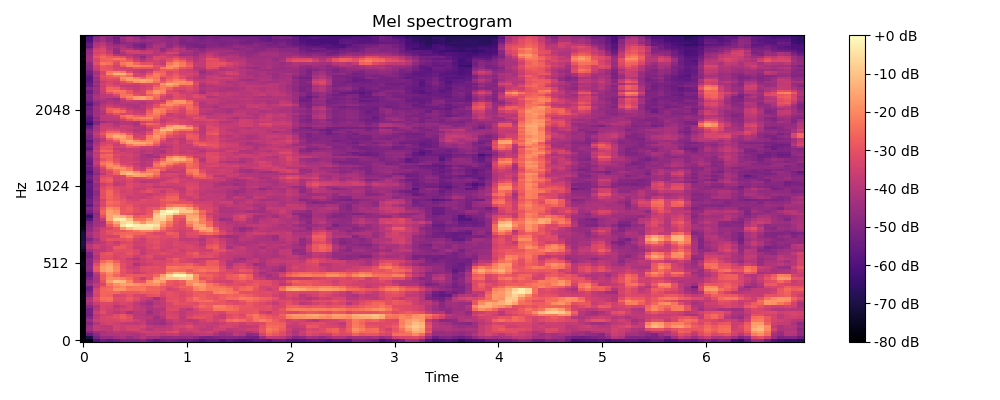 Mel spectrogram
+0 dB
-10 dB
-20 dB
-30 dB
-40 dB
-50 dB
-60 dB
-70 dB
-80 dB
Hz
2048
1024
512
0
0 1 2 3 4 5 6
Time